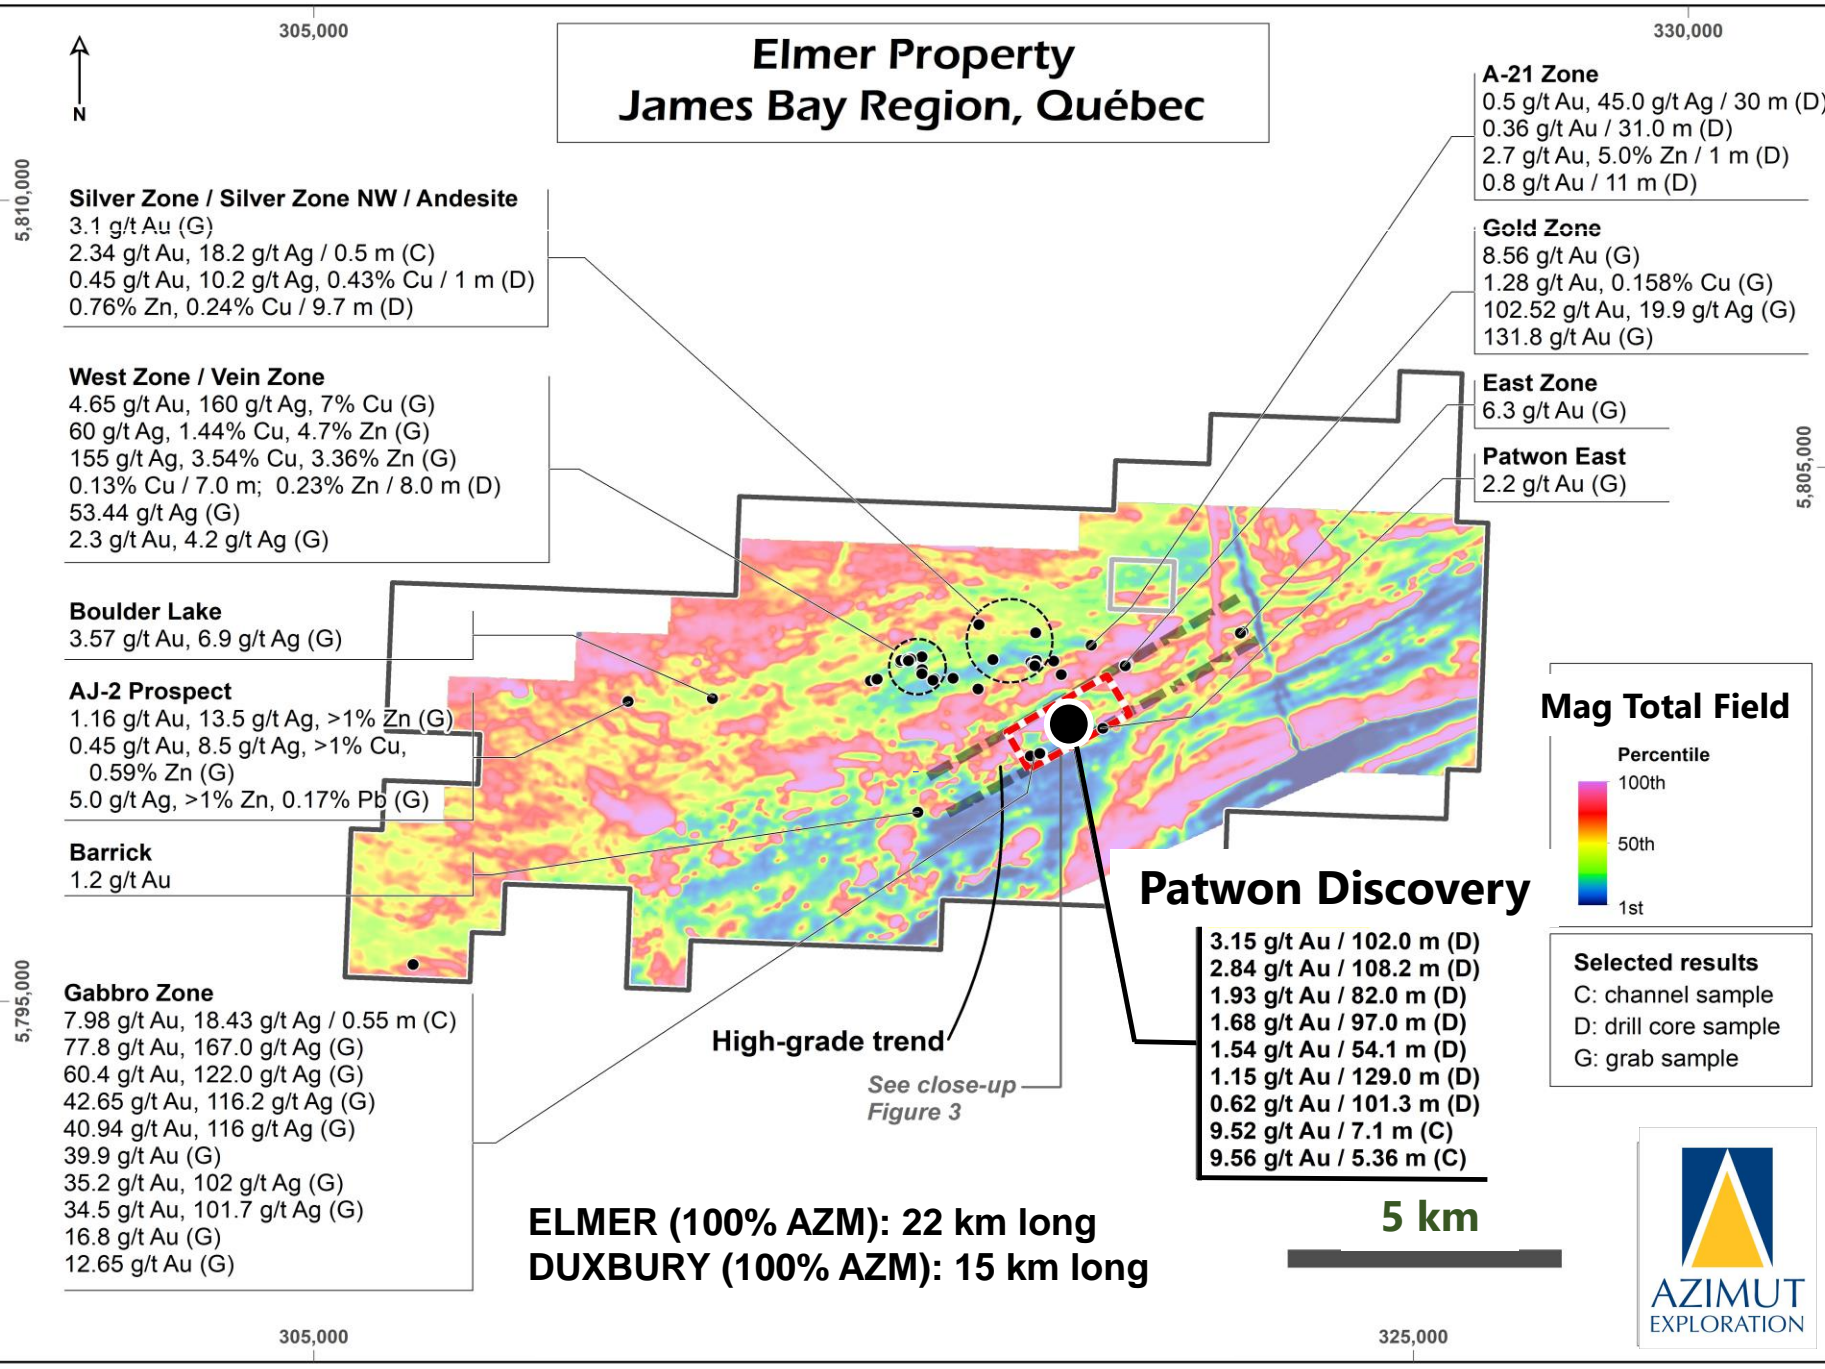 305,000
330,000
N
Elmer Property
James Bay Region, Québec
5,810,000
5,805,000
5,795,000
A-21 Zone
0.5 g/t Au, 45.0 g/t Ag / 30 m (D)
0.36 g/t Au / 31.0 m (D)
2.7 g/t Au, 5.0% Zn / 1 m (D)
0.8 g/t Au / 11 m (D)
Silver Zone / Silver Zone NW / Andesite
3.1 g/t Au (G)
2.34 g/t Au, 18.2 g/t Ag / 0.5 m (C)
0.45 g/t Au, 10.2 g/t Ag, 0.43% Cu / 1 m (D)
0.76% Zn, 0.24% Cu / 9.7 m (D)
Gold Zone
8.56 g/t Au (G)
1.28 g/t Au, 0.158% Cu (G)
102.52 g/t Au, 19.9 g/t Ag (G)
131.8 g/t Au (G)
West Zone / Vein Zone
4.65 g/t Au, 160 g/t Ag, 7% Cu (G)
60 g/t Ag, 1.44% Cu, 4.7% Zn (G)
155 g/t Ag, 3.54% Cu, 3.36% Zn (G)
0.13% Cu / 7.0 m; 0.23% Zn / 8.0 m (D)
53.44 g/t Ag (G)
2.3 g/t Au, 4.2 g/t Ag (G)
East Zone
6.3 g/t Au (G)
Patwon East
2.2 g/t Au (G)
Boulder Lake
3.57 g/t Au, 6.9 g/t Ag (G)
AJ-2 Prospect
1.16 g/t Au, 13.5 g/t Ag, >1% Zn (G)
0.45 g/t Au, 8.5 g/t Ag, >1% Cu,
0.59% Zn (G)
5.0 g/t Ag, >1% Zn, 0.17% Pb (G)
Barrick
1.2 g/t Au
Mag Total Field
Percentile
100th
50th
1st
Patwon Discovery
3.15 g/t Au / 102.0 m (D)
2.84 g/t Au / 108.2 m (D)
1.93 g/t Au / 82.0 m (D)
1.68 g/t Au / 97.0 m (D)
1.54 g/t Au / 54.1 m (D)
1.15 g/t Au / 129.0 m (D)
0.62 g/t Au / 101.3 m (D)
9.52 g/t Au / 7.1 m (C)
9.56 g/t Au / 5.36 m (C)
Selected results
C: channel sample
D: drill core sample
G: grab sample
Gabbro Zone
7.98 g/t Au, 18.43 g/t Ag / 0.55 m (C)
77.8 g/t Au, 167.0 g/t Ag (G)
60.4 g/t Au, 122.0 g/t Ag (G)
42.65 g/t Au, 116.2 g/t Ag (G)
40.94 g/t Au, 116 g/t Ag (G)
39.9 g/t Au (G)
35.2 g/t Au, 102 g/t Ag (G)
34.5 g/t Au, 101.7 g/t Ag (G)
16.8 g/t Au (G)
12.65 g/t Au (G)
High-grade trend
See close-up
Figure 3
ELMER (100% AZM): 22 km long
DUXBURY (100% AZM): 15 km long
5 km
AZIMUT
EXPLORATION
305,000
325,000